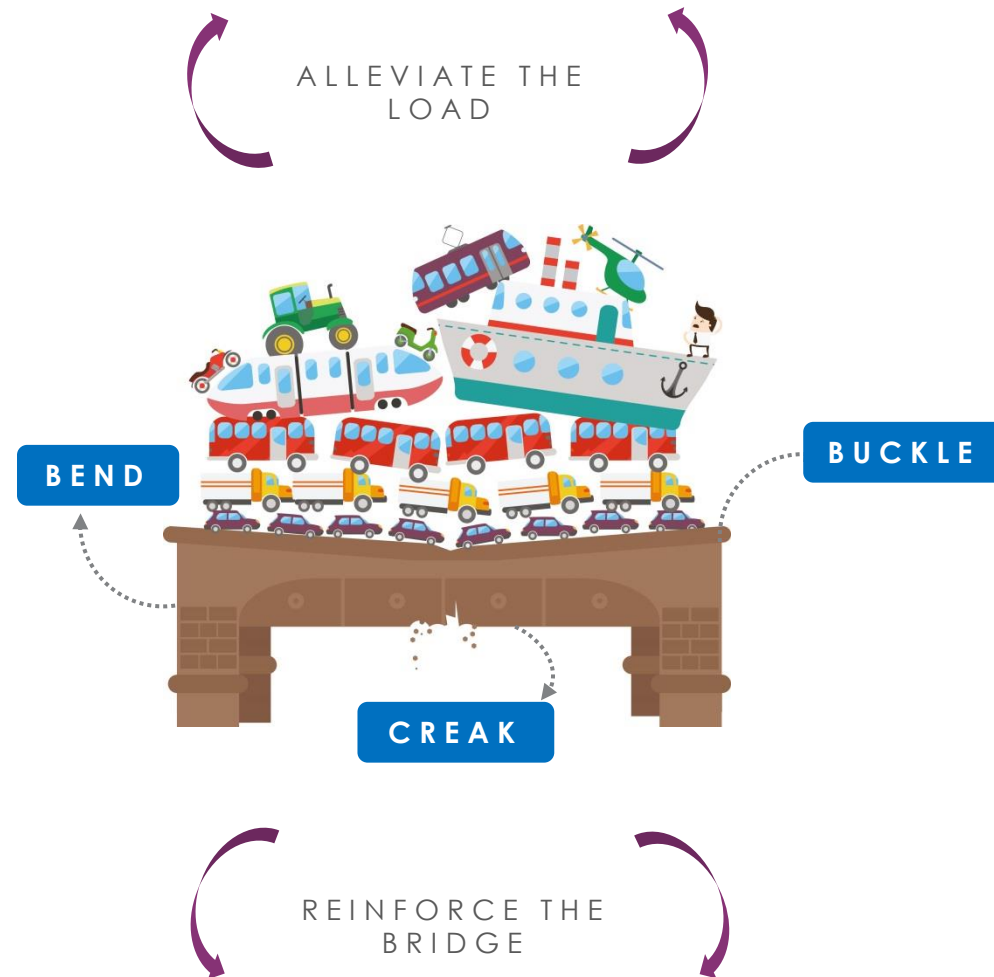 ALLEVIATE THE
LOAD
BUCKLE
BEND
CREAK
REINFORCE THE
BRIDGE